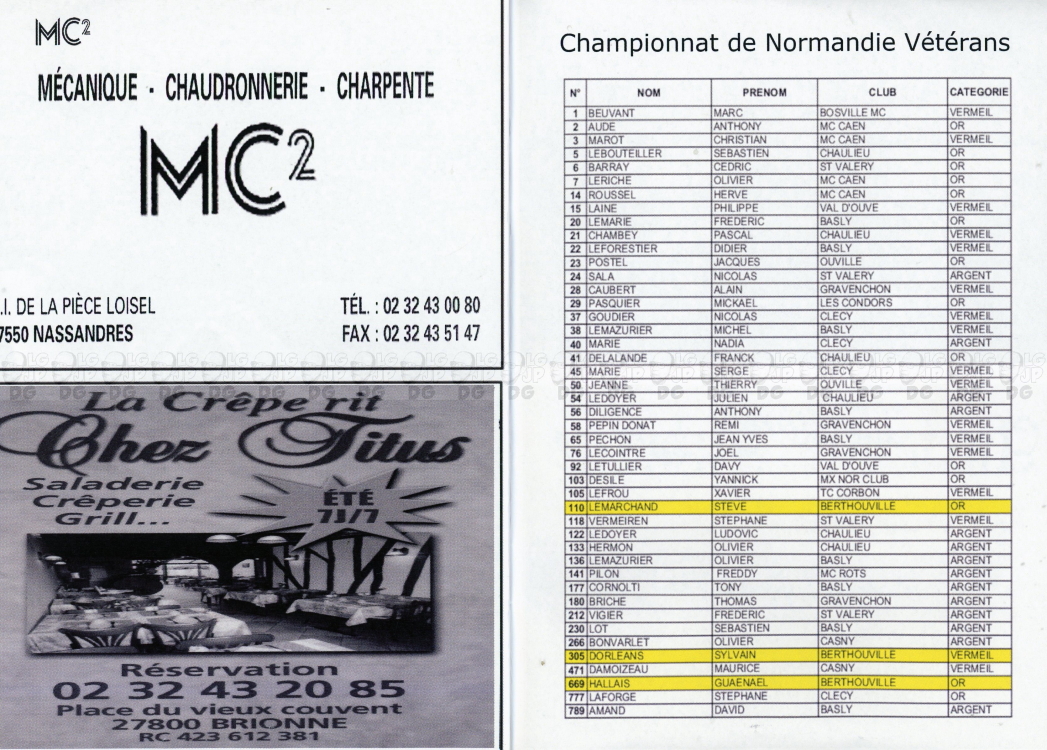 MC²
MÉCANIQUE - CHAUDRONNERIE - CHARPENTE
MC²
.I. DE LA PIÈCE LOISEL
7550 NASSANDRES
TÉL. : 02 32 43 00 80
FAX : 02 32 43 51 47
La Crêpe rit
Chez Titus
Saladerie
Crêperie
Grill...
ÉTÉ
7J/7
Réservation
02 32 43 20 85
Place du vieux couvent
27800 BRIONNE
RC 423 612 381
Championnat de Normandie Vétérans
N° NOM PRENOM CLUB CATEGORIE
1 BEUVANT MARC BOSVILLE MC VERMEIL
2 AUDE ANTHONY MC CAEN OR
3 MAROT CHRISTIAN MC CAEN VERMEIL
5 LEBOUTEILLER SEBASTIEN CHAULIEU OR
6 BARRAY CEDRIC ST VALERY OR
7 LERICHE OLIVIER MC CAEN OR
14 ROUSSEL HERVE MC CAEN OR
15 LAINE PHILIPPE VAL D'OUVE VERMEIL
20 LEMARIE FREDERIC BASLY OR
21 CHAMBEY PASCAL CHAULIEU VERMEIL
22 LEFORESTIER DIDIER BASLY VERMEIL
23 POSTEL JACQUES OUVILLE OR
24 SALA NICOLAS ST VALERY ARGENT
28 CAUBERT ALAIN GRAVENCHON VERMEIL
29 PASQUIER MICKAEL LES CONDORS OR
37 GOUDIER NICOLAS CLECY VERMEIL
38 LEMAZURIER MICHEL BASLY VERMEIL
40 MARIE NADIA CLECY ARGENT
41 DELALANDE FRANCK CHAULIEU OR
45 MARIE SERGE CLECY VERMEIL
50 JEANNE THIERRY OUVILLE VERMEIL
54 LEDOYER JULIEN CHAULIEU ARGENT
56 DILIGENCE ANTHONY BASLY ARGENT
58 PEPIN DONAT REMI GRAVENCHON VERMEIL
65 PECHON JEAN YVES BASLY VERMEIL
76 LECOINTRE JOEL GRAVENCHON VERMEIL
92 LETULLIER DAVY VAL D'OUVE OR
103 DESILE YANNICK MX NOR CLUB OR
105 LEFROU XAVIER TC CORBON VERMEIL
110 LEMARCHAND STEVE BERTHOUVILLE OR
118 VERMEIREN STEPHANE ST VALERY VERMEIL
122 LEDOYER LUDOVIC CHAULIEU ARGENT
133 HERMON OLIVIER CHAULIEU ARGENT
136 LEMAZURIER OLIVIER BASLY ARGENT
141 PILON FREDDY MC ROTS ARGENT
177 CORNOLTI TONY BASLY ARGENT
180 BRICHE THOMAS GRAVENCHON ARGENT
212 VIGIER FREDERIC ST VALERY ARGENT
230 LOT SEBASTIEN BASLY ARGENT
266 BONVARLET OLIVIER CASNY ARGENT
305 DORLEANS SYLVAIN BERTHOUVILLE VERMEIL
471 DAMOIZEAU MAURICE CASNY VERMEIL
669 HALLAIS GUAENAEL BERTHOUVILLE OR
777 LAFORGE STEPHANE CLECY OR
789 AMAND DAVID BASLY ARGENT